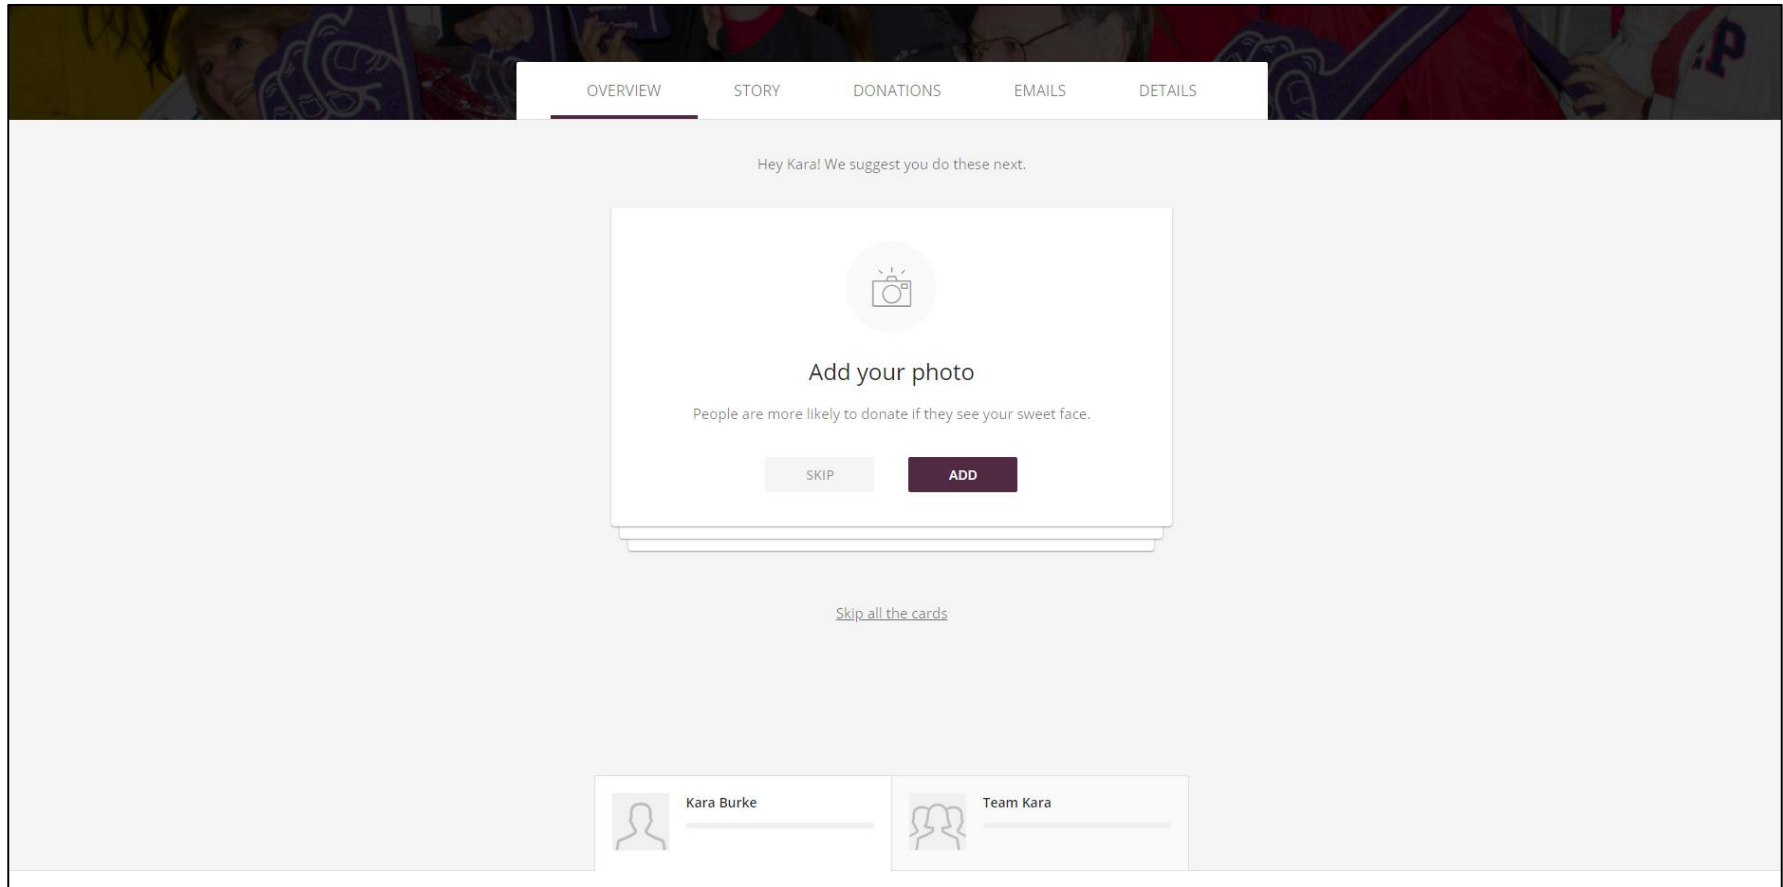 P
OVERVIEW STORY DONATIONS EMAILS DETAILS
Hey Kara! We suggest you do these next.
Add your photo
People are more likely to donate if they see your sweet face.
SKIP ADD
Skip all the cards
Kara Burke Team Kara